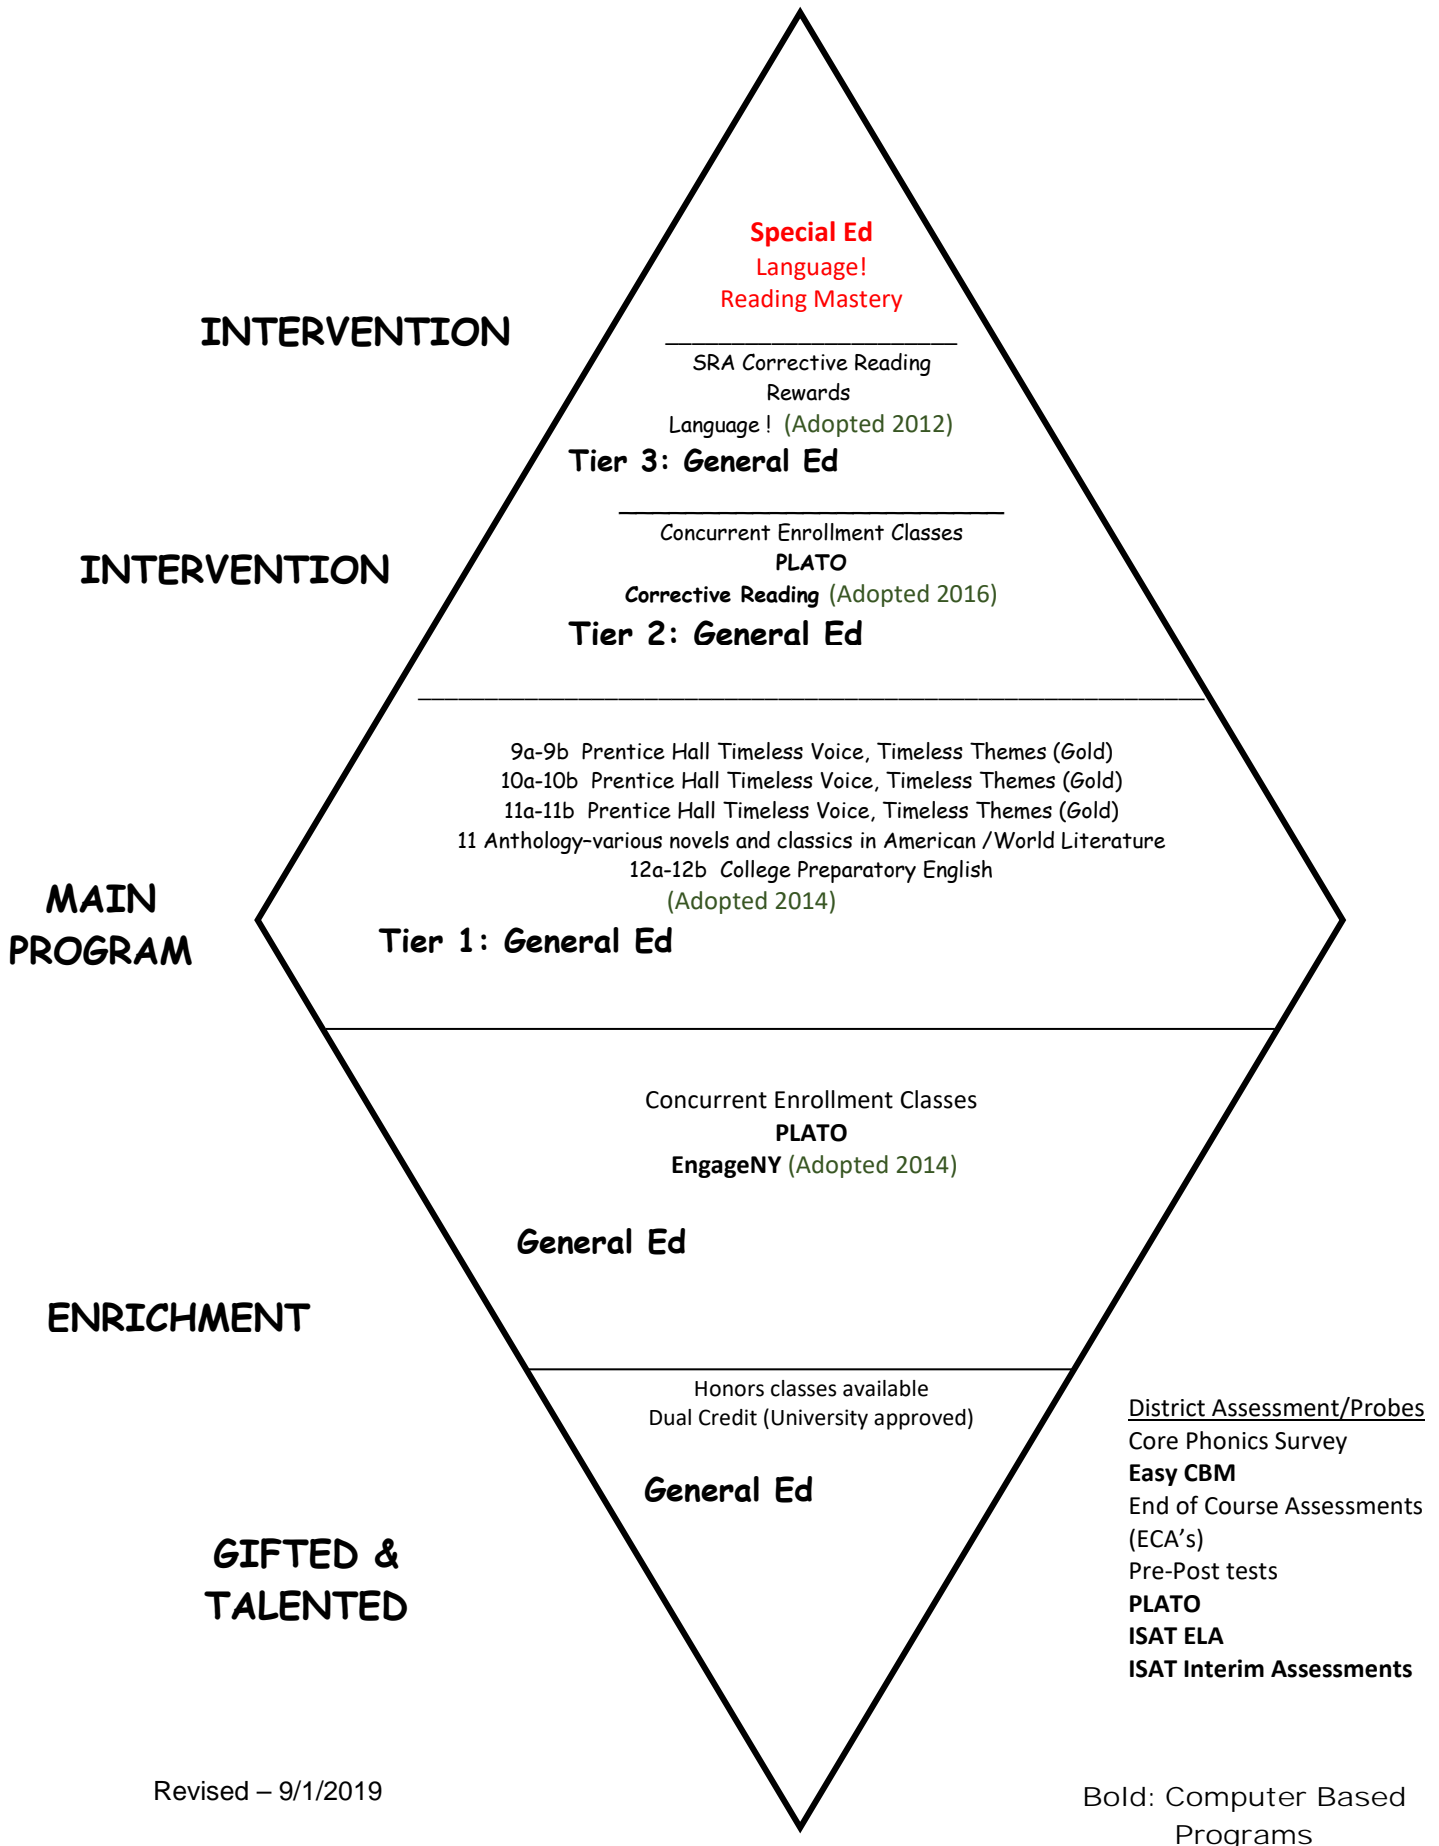 Special Ed
Language!
Reading Mastery
INTERVENTION
SRA Corrective Reading
Rewards
Language ! (Adopted 2012)
Tier 3: General Ed
Concurrent Enrollment Classes
INTERVENTION
PLATO
Corrective Reading (Adopted 2016)
Tier 2: General Ed
9a-9b Prentice Hall Timeless Voice, Timeless Themes (Gold)
10a-10b Prentice Hall Timeless Voice, Timeless Themes (Gold)
11a-11b Prentice Hall Timeless Voice, Timeless Themes (Gold)
11 Anthology–various novels and classics in American /World Literature
12a-12b College Preparatory English
(Adopted 2014)
MAIN
PROGRAM
Tier 1: General Ed
Concurrent Enrollment Classes
PLATO
EngageNY (Adopted 2014)
General Ed
ENRICHMENT
Honors classes available
Dual Credit (University approved)
General Ed
GIFTED &
TALENTED
District Assessment/Probes
Core Phonics Survey
Easy CBM
End of Course Assessments
(ECA’s)
Pre-Post tests
PLATO
ISAT ELA
ISAT Interim Assessments
Revised – 9/1/2019
Bold: Computer Based
Programs